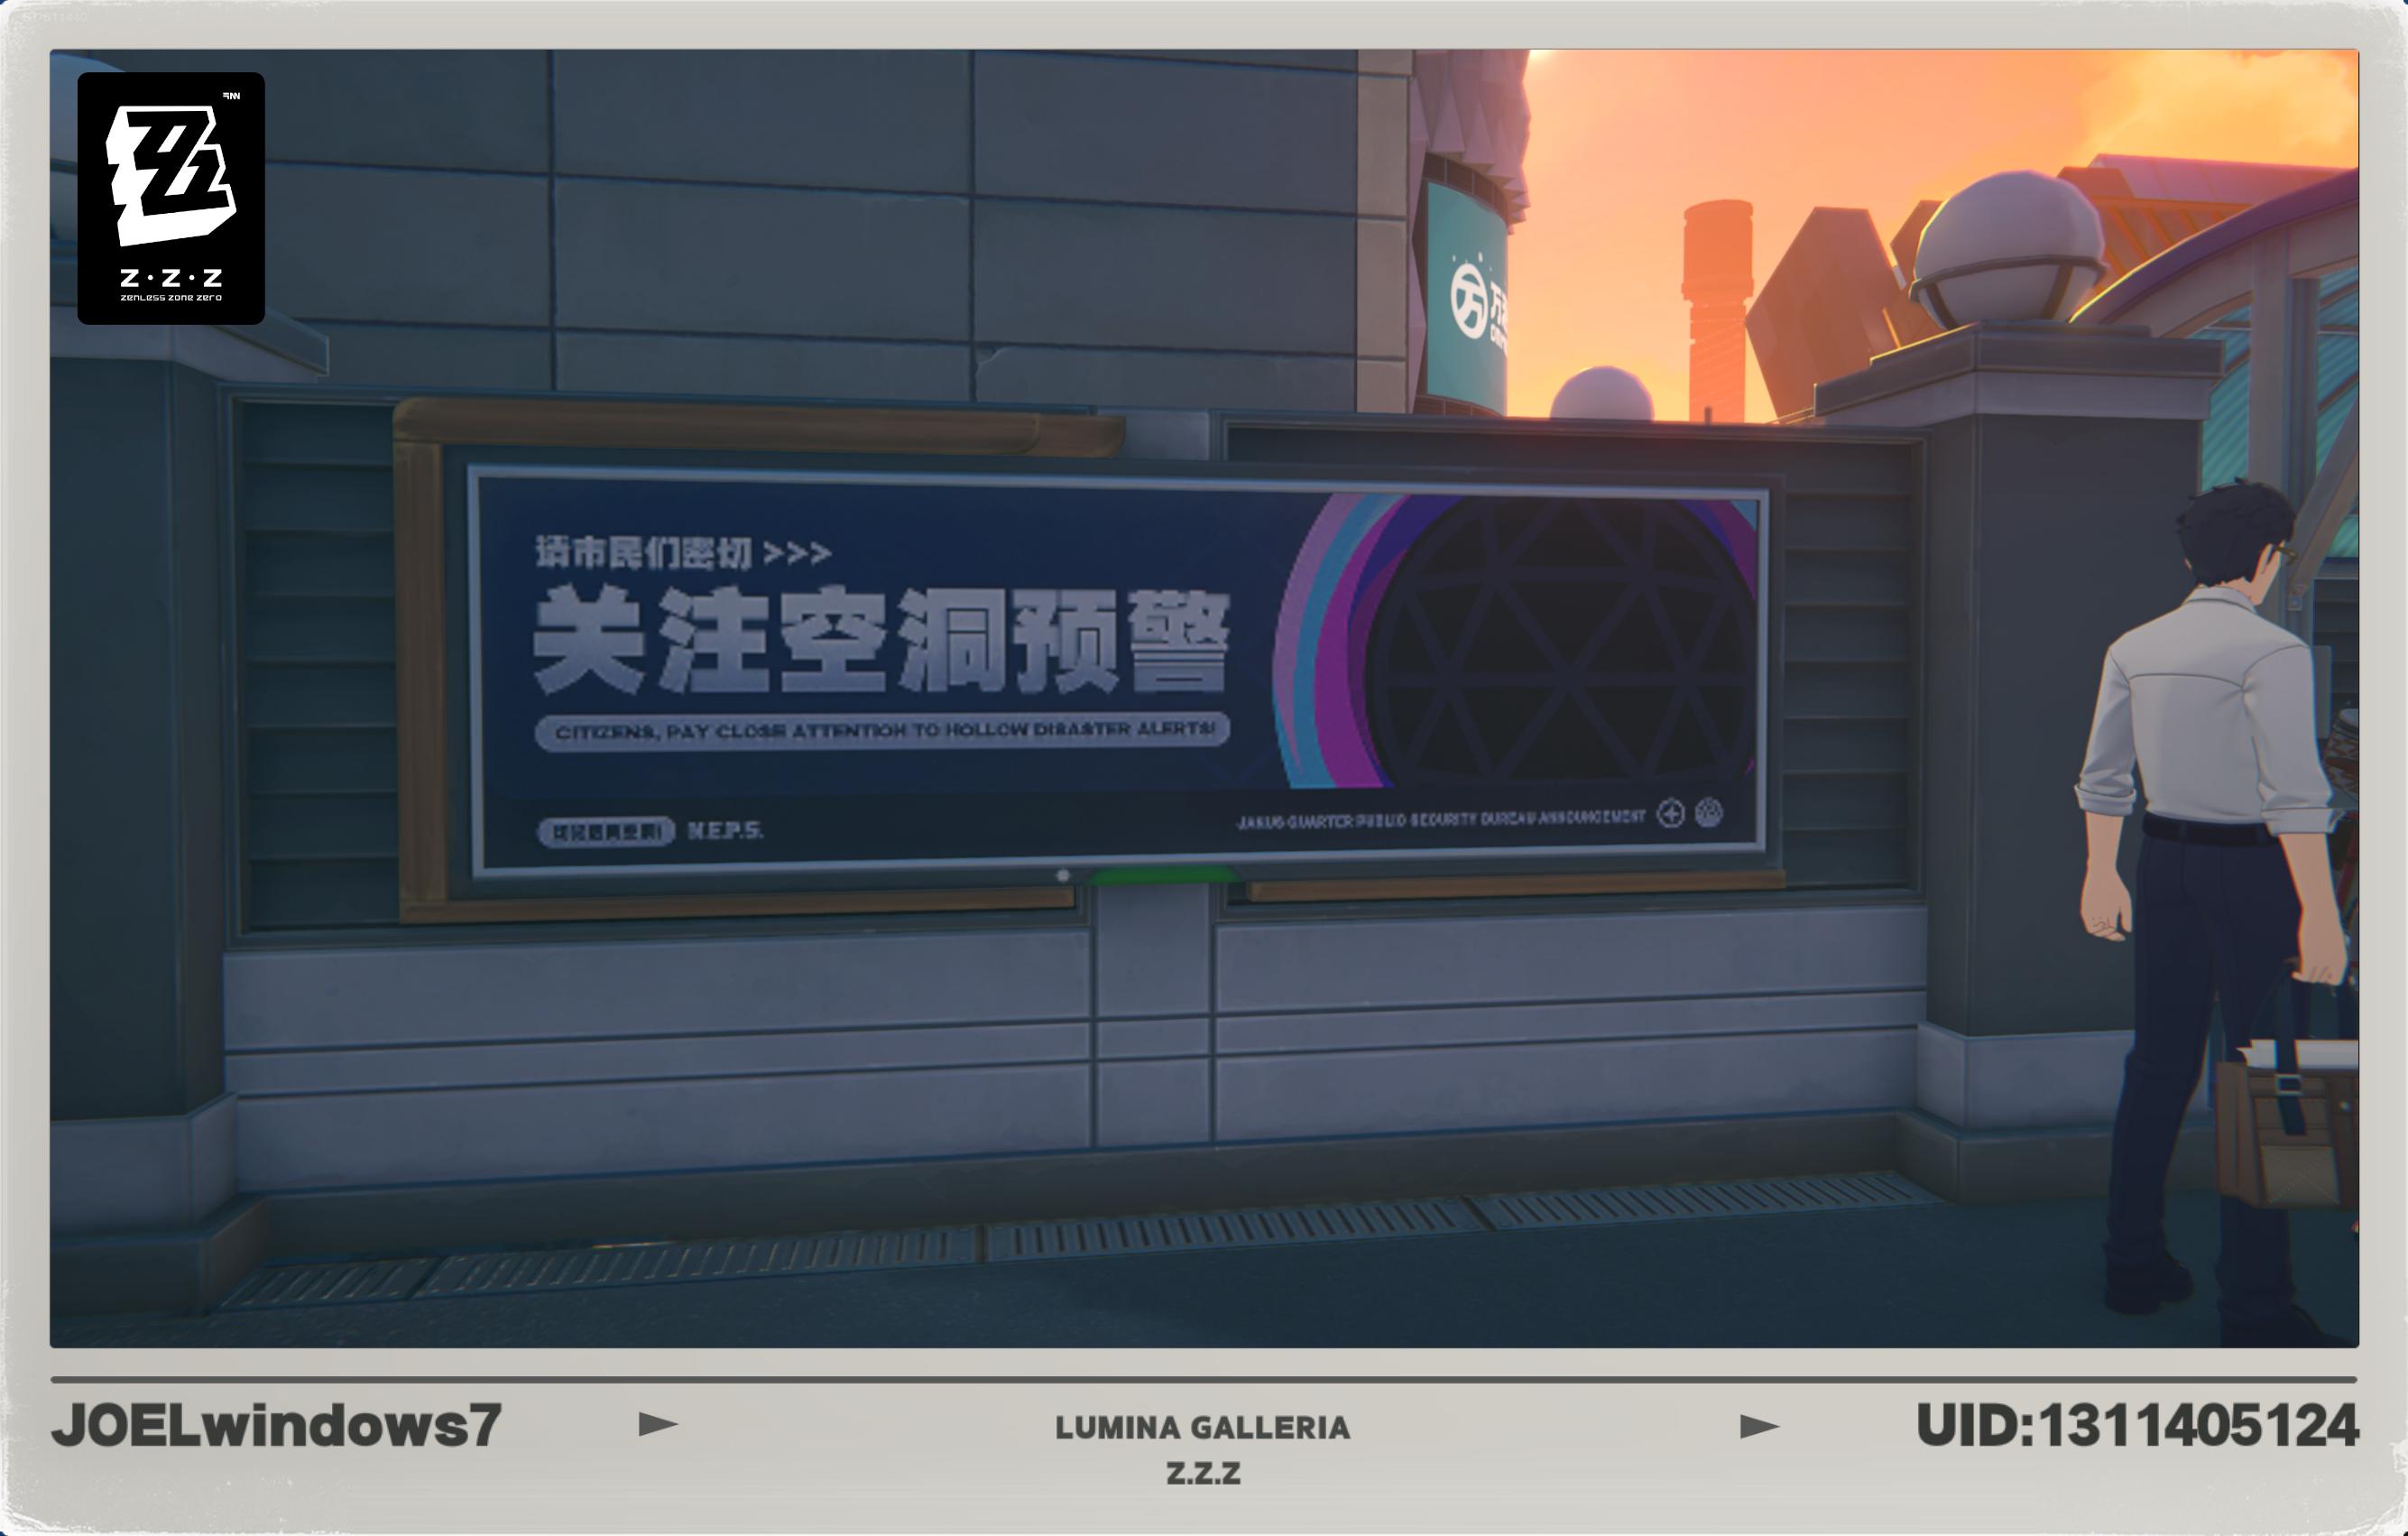 Z·Z·Z
ZENLESS ZONE ZERO
万
请市民们密切 >>>
关注空洞预警
CITIZENS, PAY CLOSE ATTENTION TO HOLLOW DISASTER ALERTS!
N.E.P.S.
JANUS QUARTER PUBLIC SECURITY BUREAU ANNOUNCEMENT
JOELwindows7
LUMINA GALLERIA
UID:1311405124
Z.Z.Z